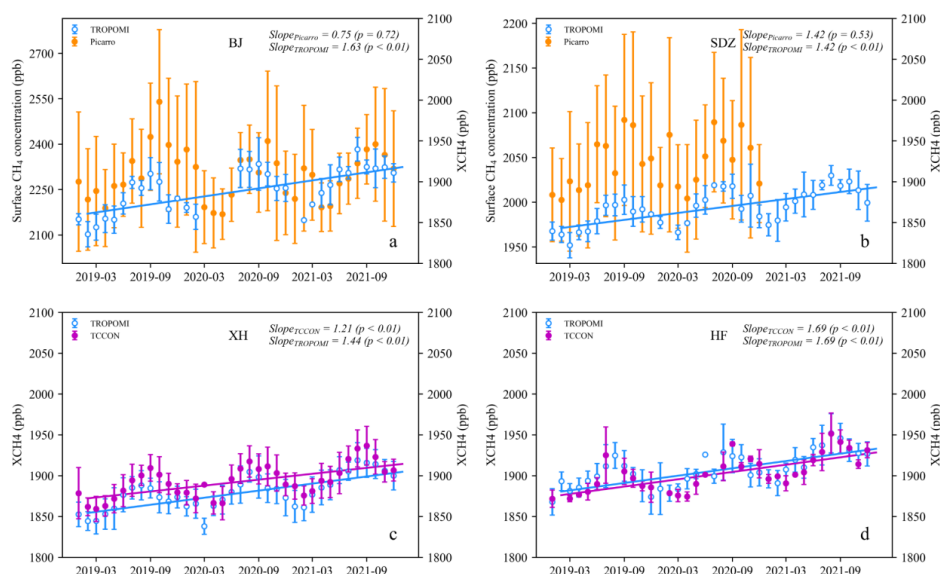 TROPOMI
Picarro
BJ
Slope_Picarro = 0.75 (p = 0.72)
Slope_TROPOMI = 1.63 (p < 0.01)
Surface CH₄ concentration (ppb)
2700
2550
2400
2250
2100
2100
2050
2000
1950
1900
1850
1800
XCH4 (ppb)
a
2019-03 2019-09 2020-03 2020-09 2021-03 2021-09
TROPOMI
Picarro
SDZ
Slope_Picarro = 1.42 (p = 0.53)
Slope_TROPOMI = 1.42 (p < 0.01)
Surface CH₄ concentration (ppb)
2200
2150
2100
2050
2000
1950
2100
2050
2000
1950
1900
1850
1800
XCH4 (ppb)
b
2019-03 2019-09 2020-03 2020-09 2021-03 2021-09
TROPOMI
TCCON
XH
Slope_TCCON = 1.21 (p < 0.01)
Slope_TROPOMI = 1.44 (p < 0.01)
XCH4 (ppb)
2100
2050
2000
1950
1900
1850
1800
2100
2050
2000
1950
1900
1850
1800
XCH4 (ppb)
c
2019-03 2019-09 2020-03 2020-09 2021-03 2021-09
TROPOMI
TCCON
HF
Slope_TCCON = 1.69 (p < 0.01)
Slope_TROPOMI = 1.69 (p < 0.01)
XCH4 (ppb)
2100
2050
2000
1950
1900
1850
1800
2100
2050
2000
1950
1900
1850
1800
XCH4 (ppb)
d
2019-03 2019-09 2020-03 2020-09 2021-03 2021-09